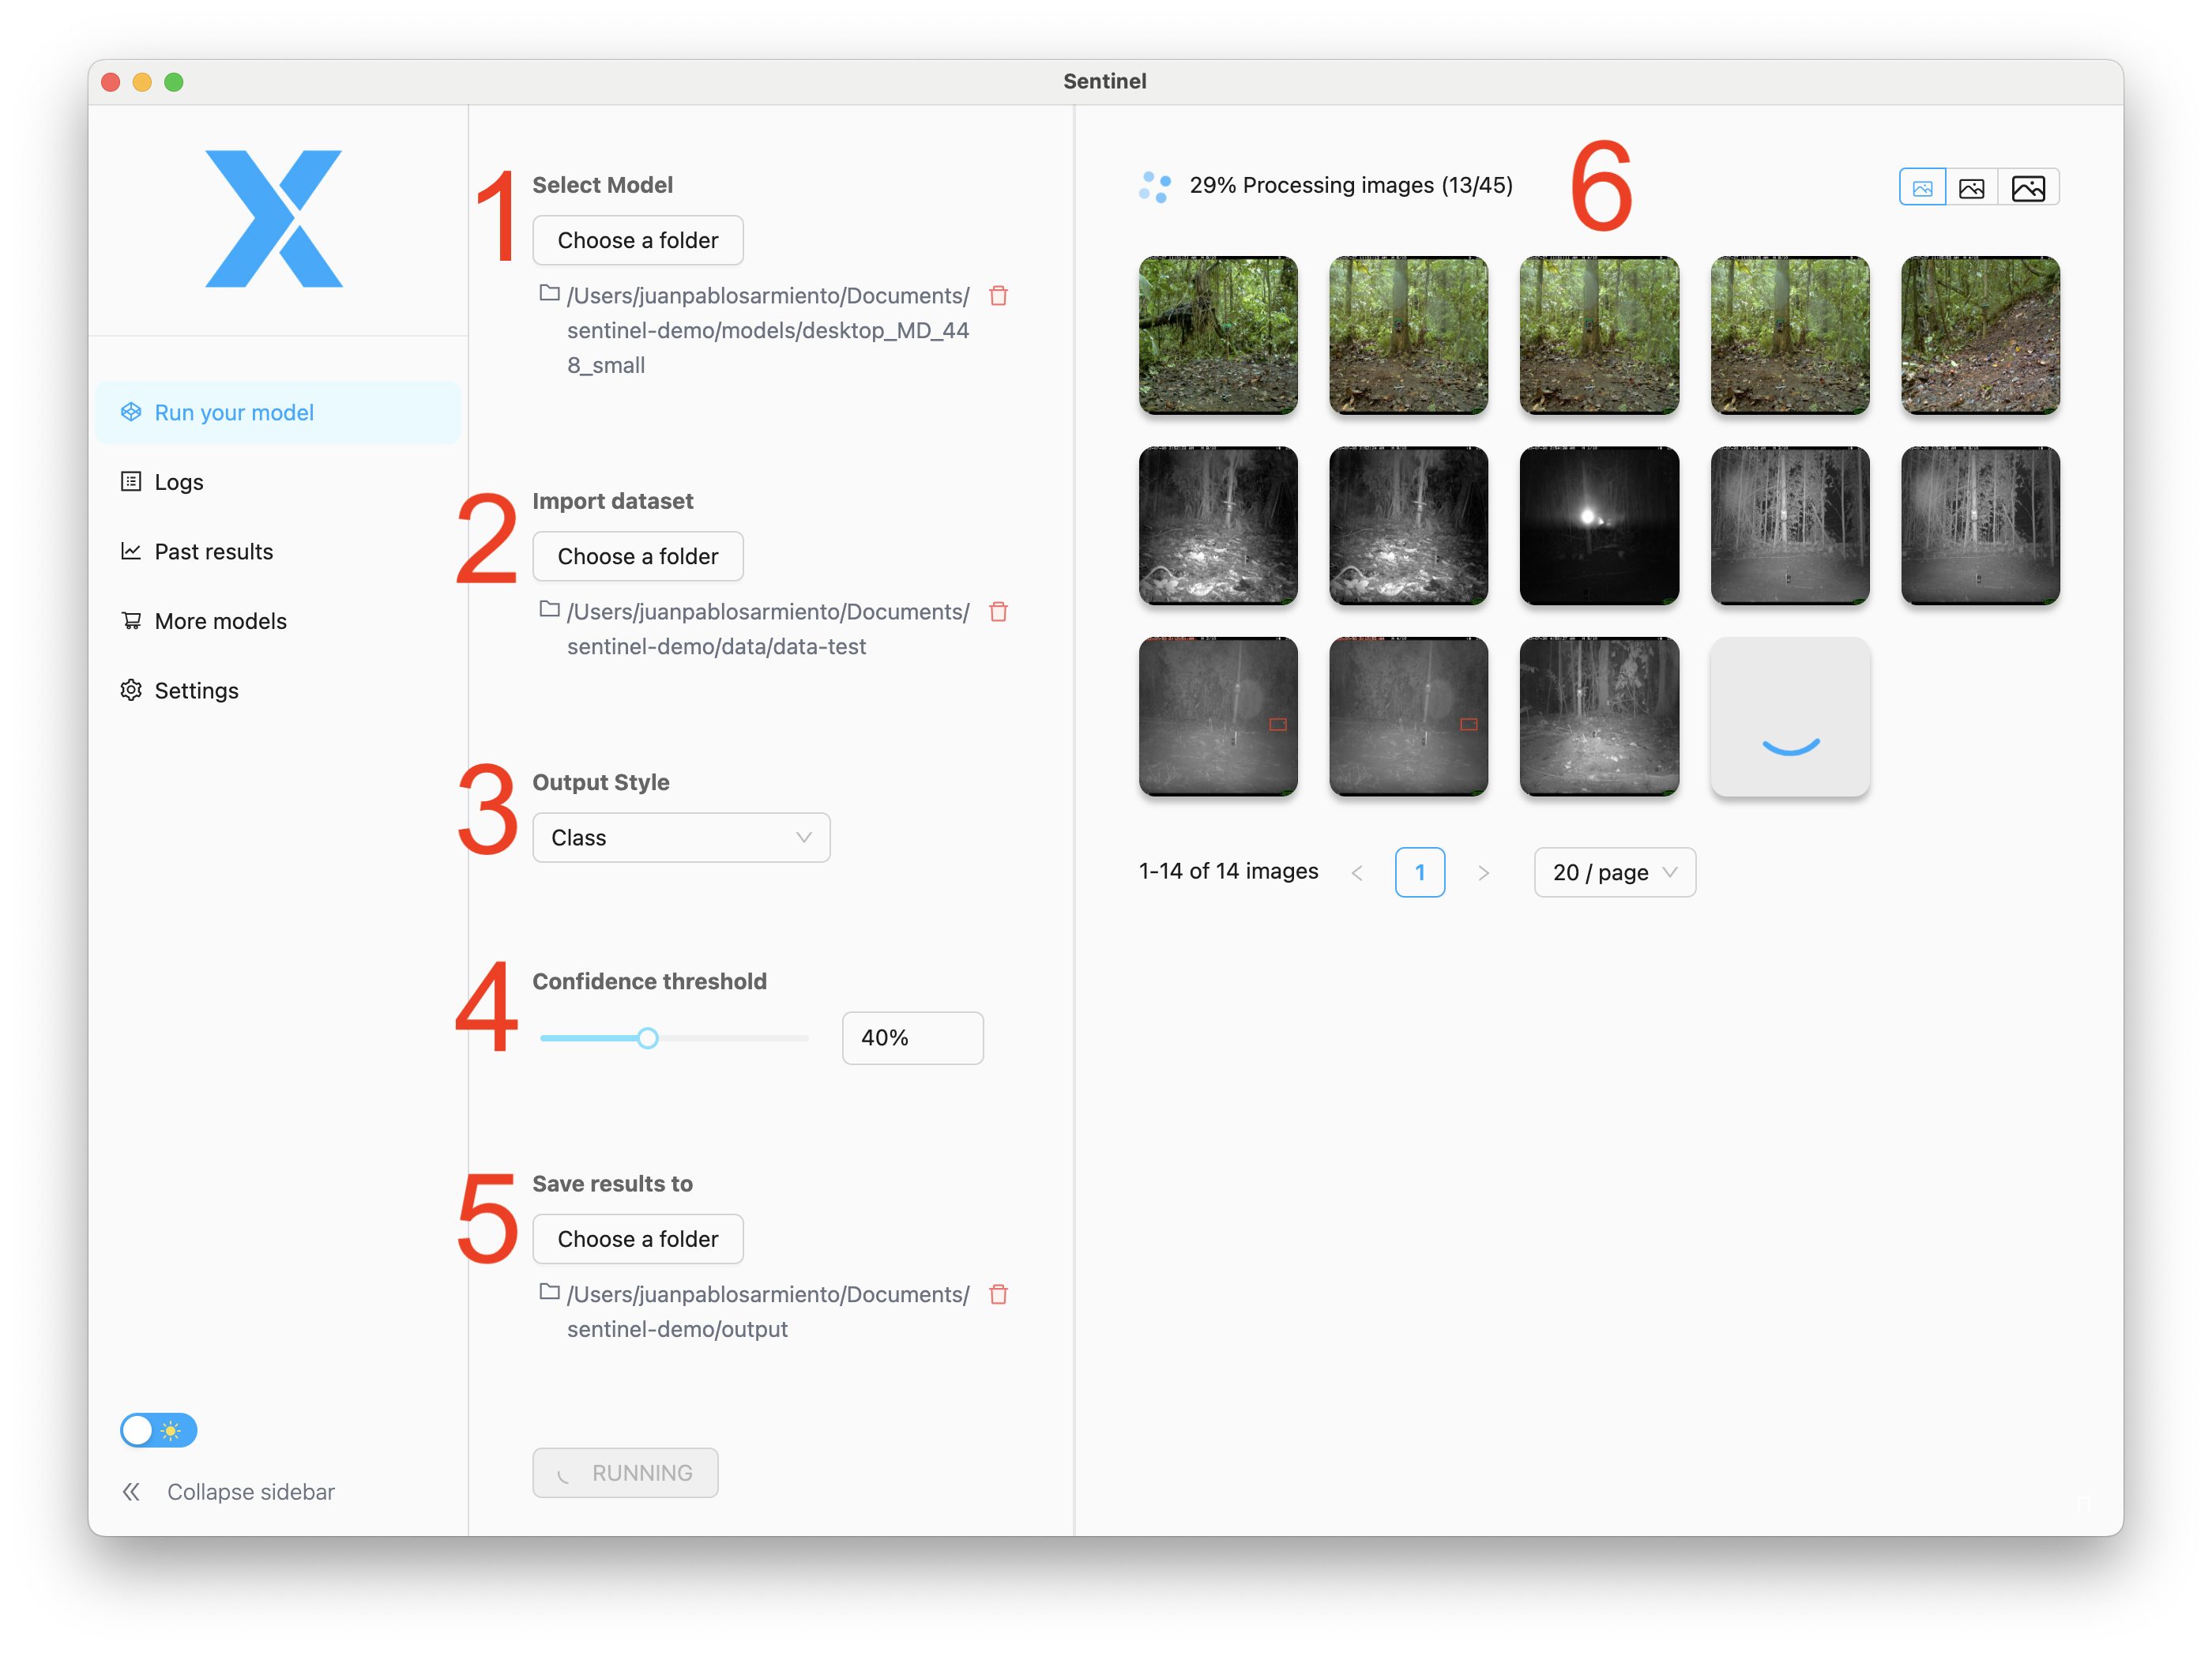 Sentinel
1
Select Model
Choose a folder
/Users/juanpablosarmiento/Documents/
sentinel-demo/models/desktop_MD_44
8_small
2
Import dataset
Choose a folder
/Users/juanpablosarmiento/Documents/
sentinel-demo/data/data-test
3
Output Style
Class
4
Confidence threshold
40%
5
Save results to
Choose a folder
/Users/juanpablosarmiento/Documents/
sentinel-demo/output
RUNNING
Run your model
Logs
Past results
More models
Settings
Collapse sidebar
29% Processing images (13/45)
6
1-14 of 14 images
1
20 / page